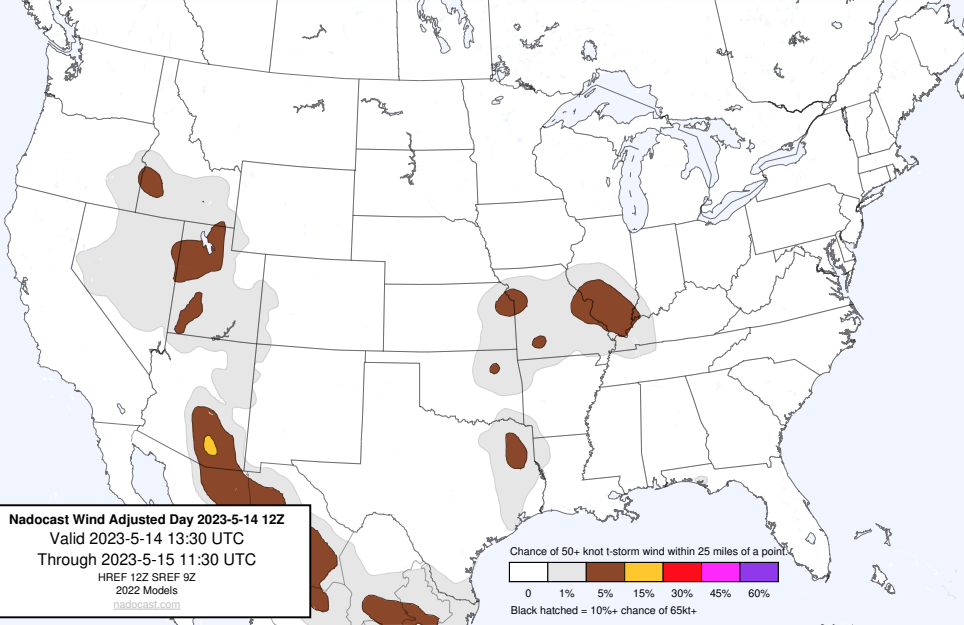 Nadocast Wind Adjusted Day 2023-5-14 12Z
Valid 2023-5-14 13:30 UTC
Through 2023-5-15 11:30 UTC
HREF 12Z SREF 9Z
2022 Models
nadocast.com
Chance of 50+ knot t-storm wind within 25 miles of a point.
0 1% 5% 15% 30% 45% 60%
Black hatched = 10%+ chance of 65kt+